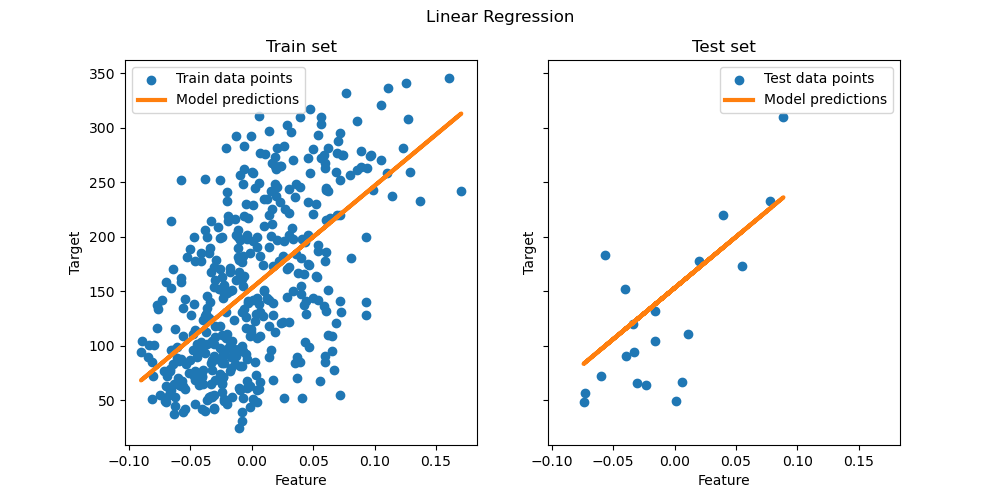 Linear Regression
Train set
Train data points
Model predictions
Target
350
300
250
200
150
100
50
−0.10 −0.05 0.00 0.05 0.10 0.15
Feature
Test set
Test data points
Model predictions
Target
−0.10 −0.05 0.00 0.05 0.10 0.15
Feature